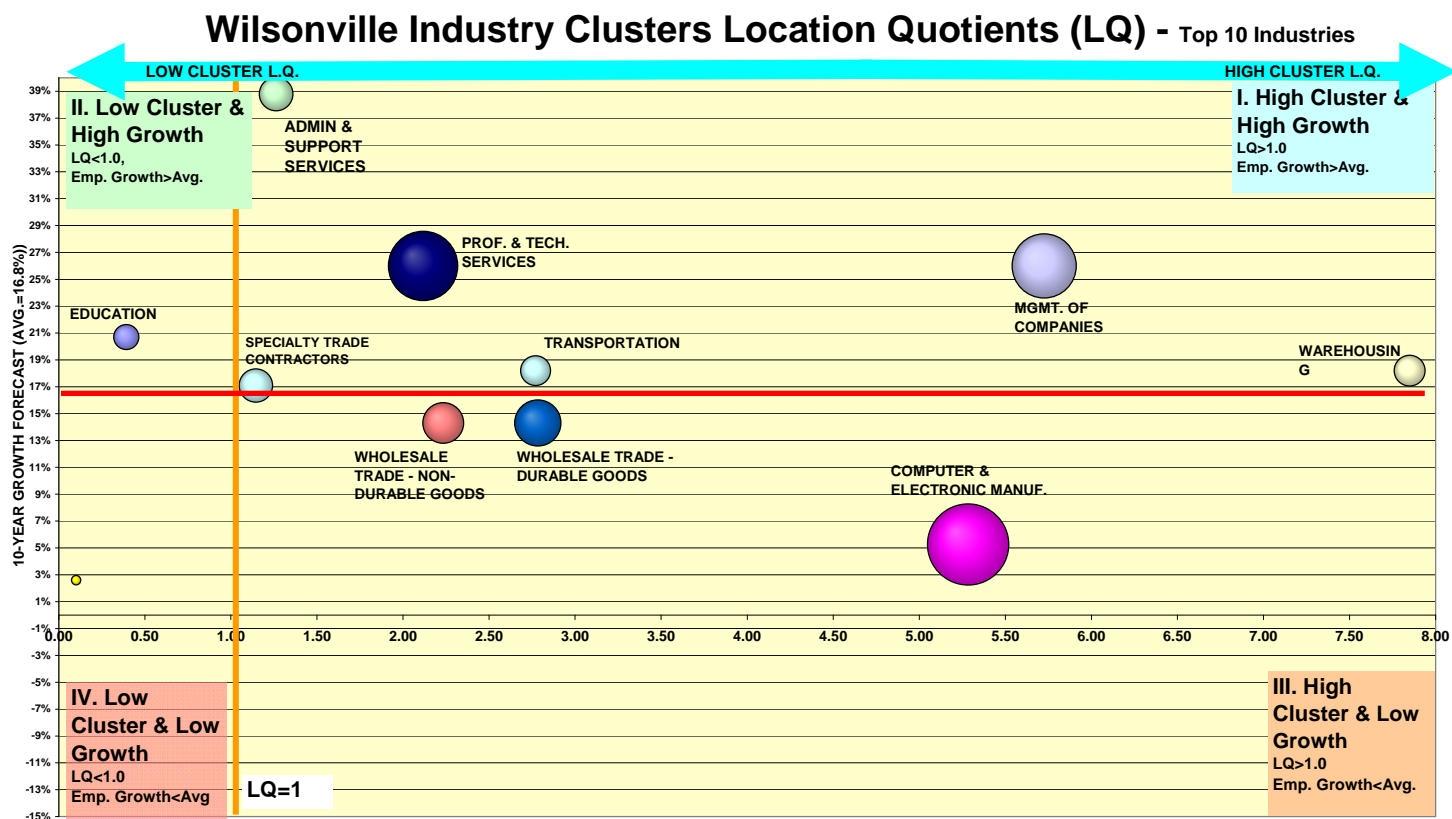 Wilsonville Industry Clusters Location Quotients (LQ) - Top 10 Industries
LOW CLUSTER L.Q.
HIGH CLUSTER L.Q.
II. Low Cluster &
High Growth
LQ<1.0,
Emp. Growth>Avg.
I. High Cluster &
High Growth
LQ>1.0
Emp. Growth>Avg.
ADMIN &
SUPPORT
SERVICES
PROF. & TECH.
SERVICES
MGMT. OF
COMPANIES
EDUCATION
SPECIALTY TRADE
CONTRACTORS
TRANSPORTATION
WAREHOUSIN
G
WHOLESALE
TRADE - NON-
DURABLE GOODS
WHOLESALE TRADE -
DURABLE GOODS
COMPUTER &
ELECTRONIC MANUF.
10-YEAR GROWTH FORECAST (AVG.=16.8%))
39%
37%
35%
33%
31%
29%
27%
25%
23%
21%
19%
17%
15%
13%
11%
9%
7%
5%
3%
1%
-1%
-3%
-5%
-7%
-9%
-11%
-13%
-15%
0.00 0.50 1.00 1.50 2.00 2.50 3.00 3.50 4.00 4.50 5.00 5.50 6.00 6.50 7.00 7.50 8.00
IV. Low
Cluster & Low
Growth
LQ<1.0
Emp. Growth<Avg
LQ=1
III. High
Cluster & Low
Growth
LQ>1.0
Emp. Growth<Avg.